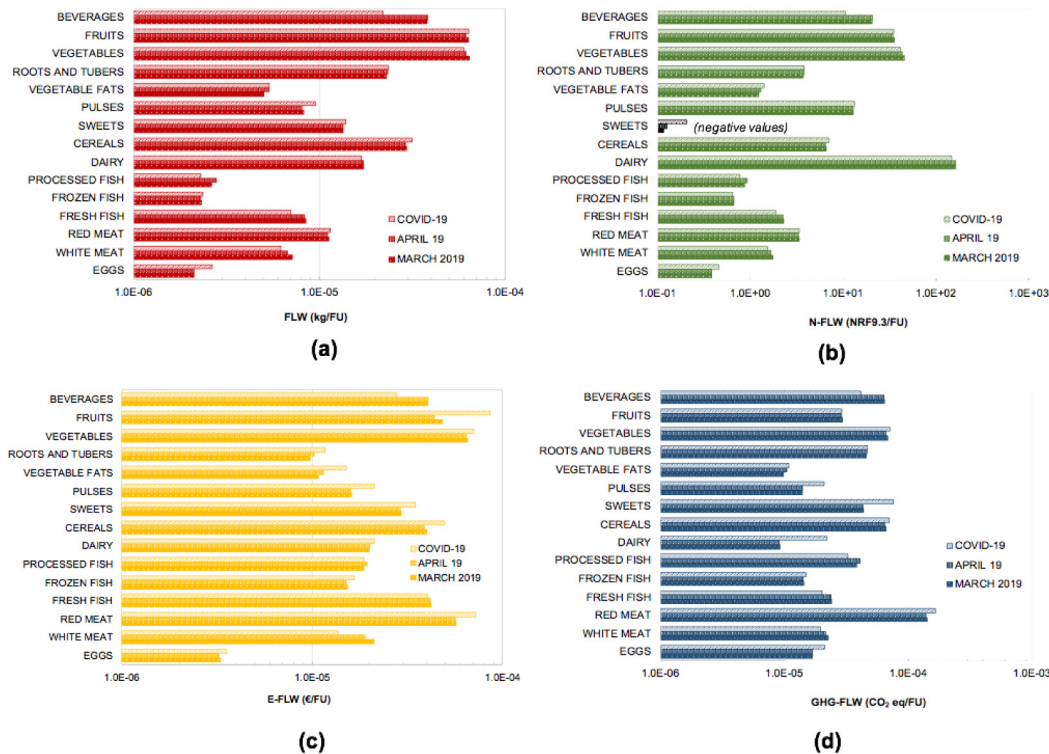 BEVERAGES
FRUITS
VEGETABLES
ROOTS AND TUBERS
VEGETABLE FATS
PULSES
SWEETS
CEREALS
DAIRY
PROCESSED FISH
FROZEN FISH
FRESH FISH
RED MEAT
WHITE MEAT
EGGS
COVID-19
APRIL 19
MARCH 2019
1.0E-06
1.0E-05
1.0E-04
FLW (kg/FU)
(a)
BEVERAGES
FRUITS
VEGETABLES
ROOTS AND TUBERS
VEGETABLE FATS
PULSES
SWEETS
(negative values)
CEREALS
DAIRY
PROCESSED FISH
FROZEN FISH
FRESH FISH
RED MEAT
WHITE MEAT
EGGS
COVID-19
APRIL 19
MARCH 2019
1.0E-01
1.0E+00
1.0E+01
1.0E+02
1.0E+03
N-FLW (NRF9.3/FU)
(b)
BEVERAGES
FRUITS
VEGETABLES
ROOTS AND TUBERS
VEGETABLE FATS
PULSES
SWEETS
CEREALS
DAIRY
PROCESSED FISH
FROZEN FISH
FRESH FISH
RED MEAT
WHITE MEAT
EGGS
COVID-19
APRIL 19
MARCH 2019
1.0E-06
1.0E-05
1.0E-04
E-FLW (€/FU)
(c)
BEVERAGES
FRUITS
VEGETABLES
ROOTS AND TUBERS
VEGETABLE FATS
PULSES
SWEETS
CEREALS
DAIRY
PROCESSED FISH
FROZEN FISH
FRESH FISH
RED MEAT
WHITE MEAT
EGGS
COVID-19
APRIL 19
MARCH 2019
1.0E-06
1.0E-05
1.0E-04
1.0E-03
GHG-FLW (CO₂ eq/FU)
(d)